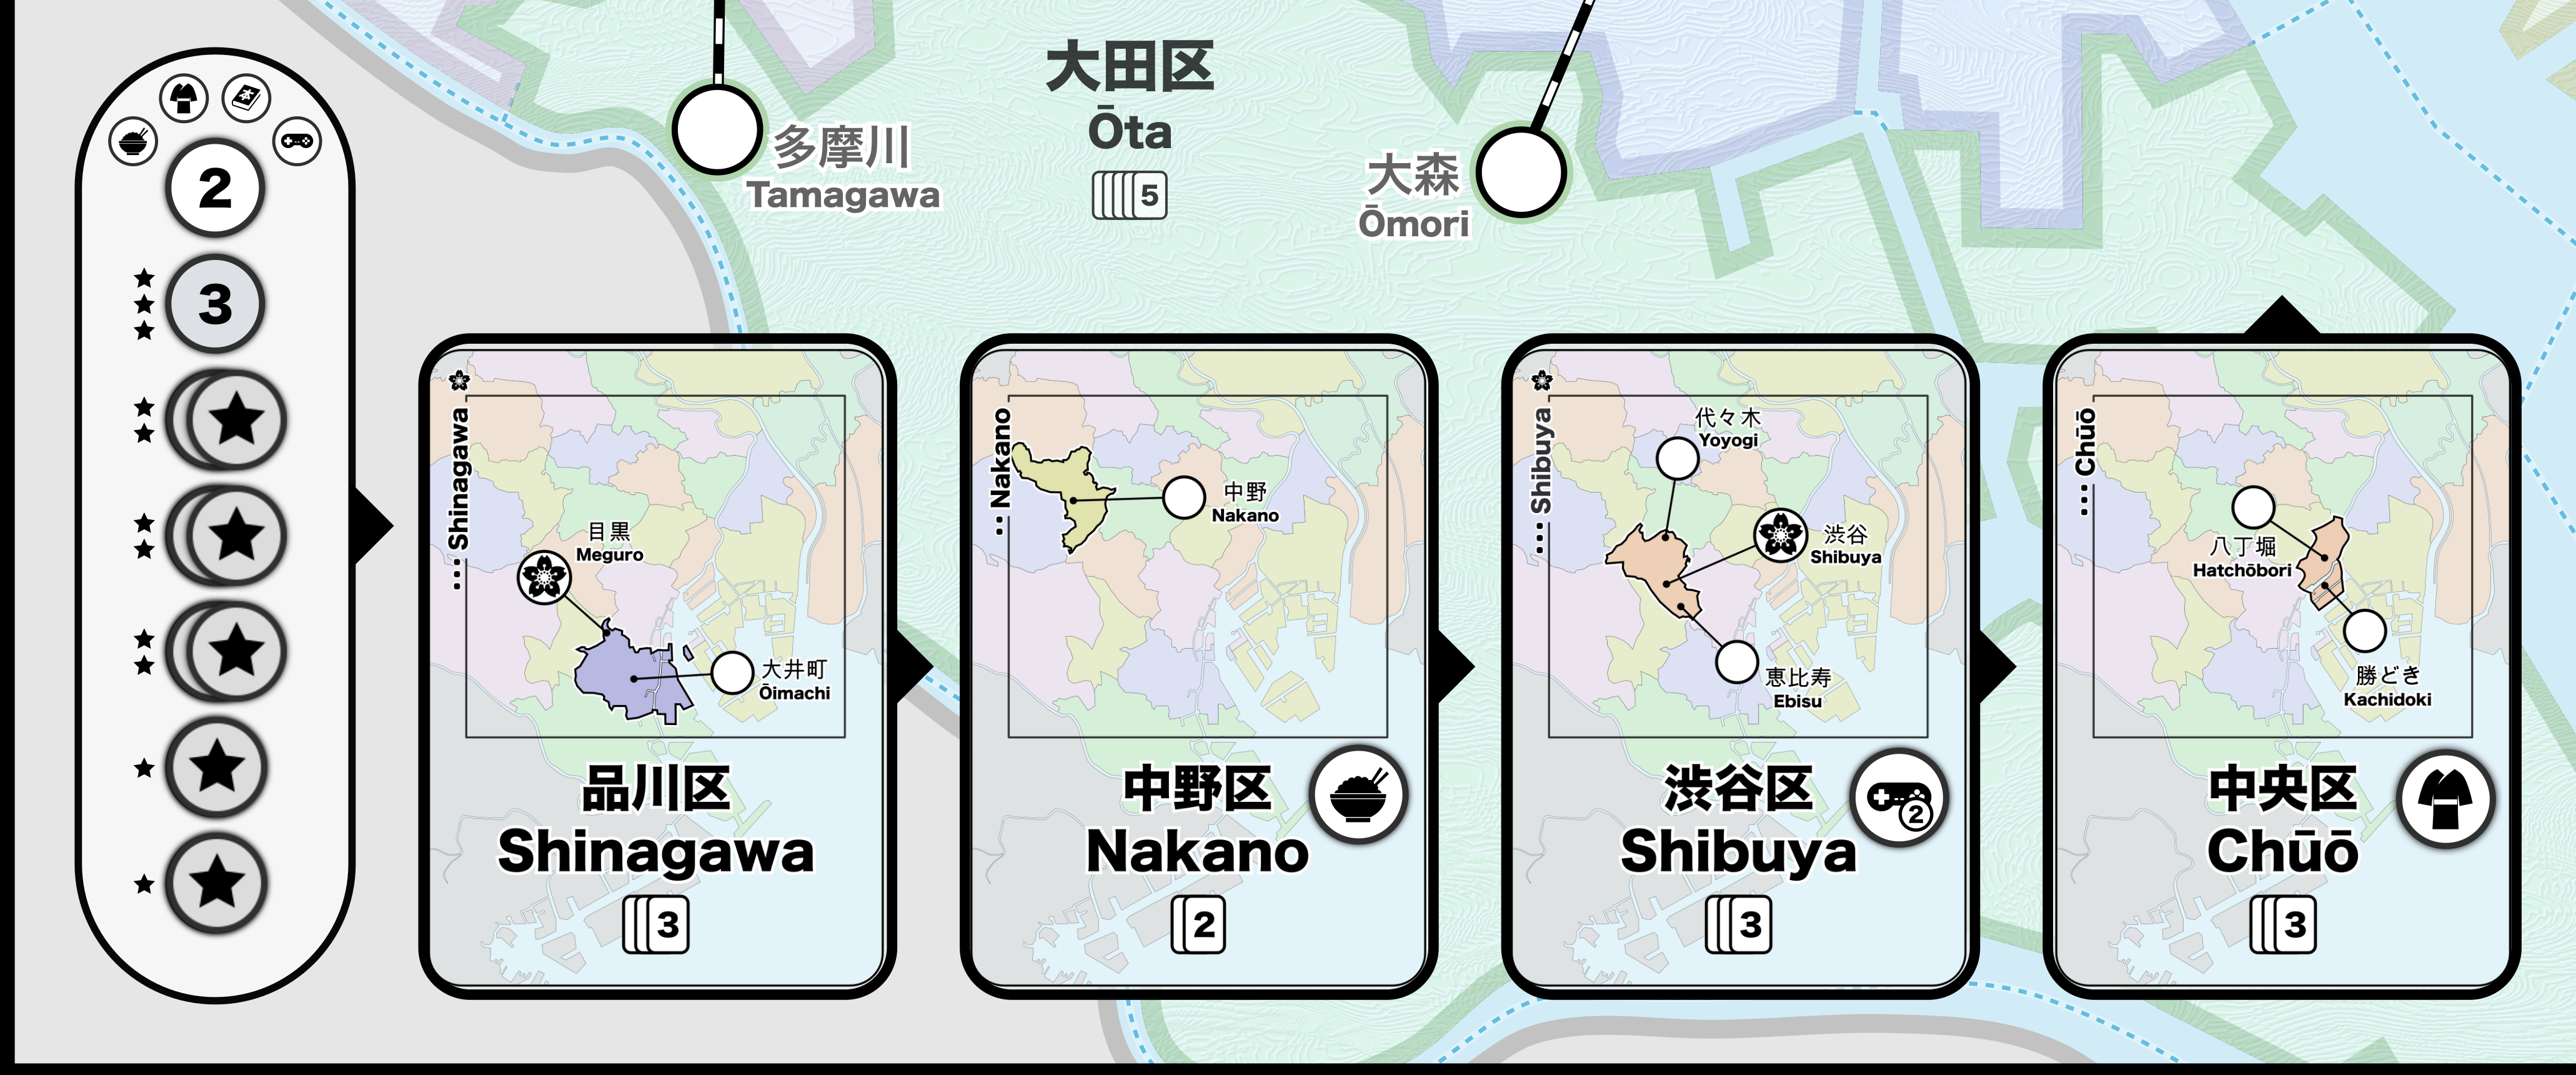 本
2
3
多摩川
Tamagawa
大田区
Ōta
5
大森
Ōmori
Shinagawa
目黒
Meguro
大井町
Ōimachi
品川区
Shinagawa
3
Nakano
中野
Nakano
中野区
Nakano
2
Shibuya
代々木
Yoyogi
渋谷
Shibuya
恵比寿
Ebisu
渋谷区
2
Shibuya
3
Chūō
八丁堀
Hatchōbori
勝どき
Kachidoki
中央区
Chūō
3